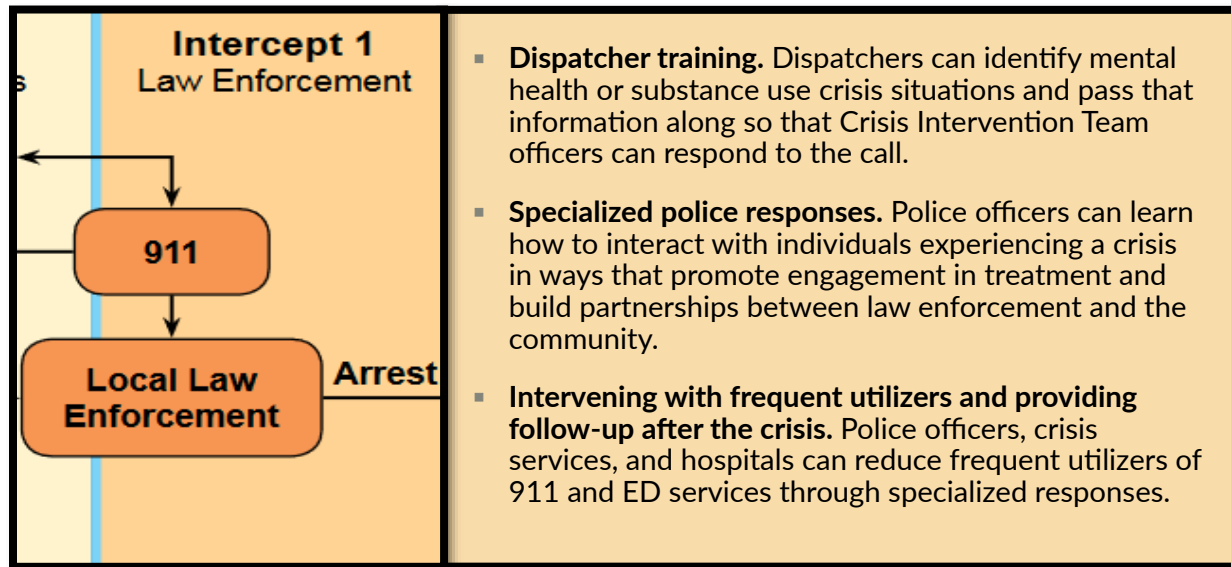 Intercept 1
Law Enforcement
s
911
Local Law
Enforcement
Arrest
▪ Dispatcher training. Dispatchers can identify mental
health or substance use crisis situations and pass that
information along so that Crisis Intervention Team
officers can respond to the call.
▪ Specialized police responses. Police officers can learn
how to interact with individuals experiencing a crisis
in ways that promote engagement in treatment and
build partnerships between law enforcement and the
community.
▪ Intervening with frequent utilizers and providing
follow-up after the crisis. Police officers, crisis
services, and hospitals can reduce frequent utilizers of
911 and ED services through specialized responses.